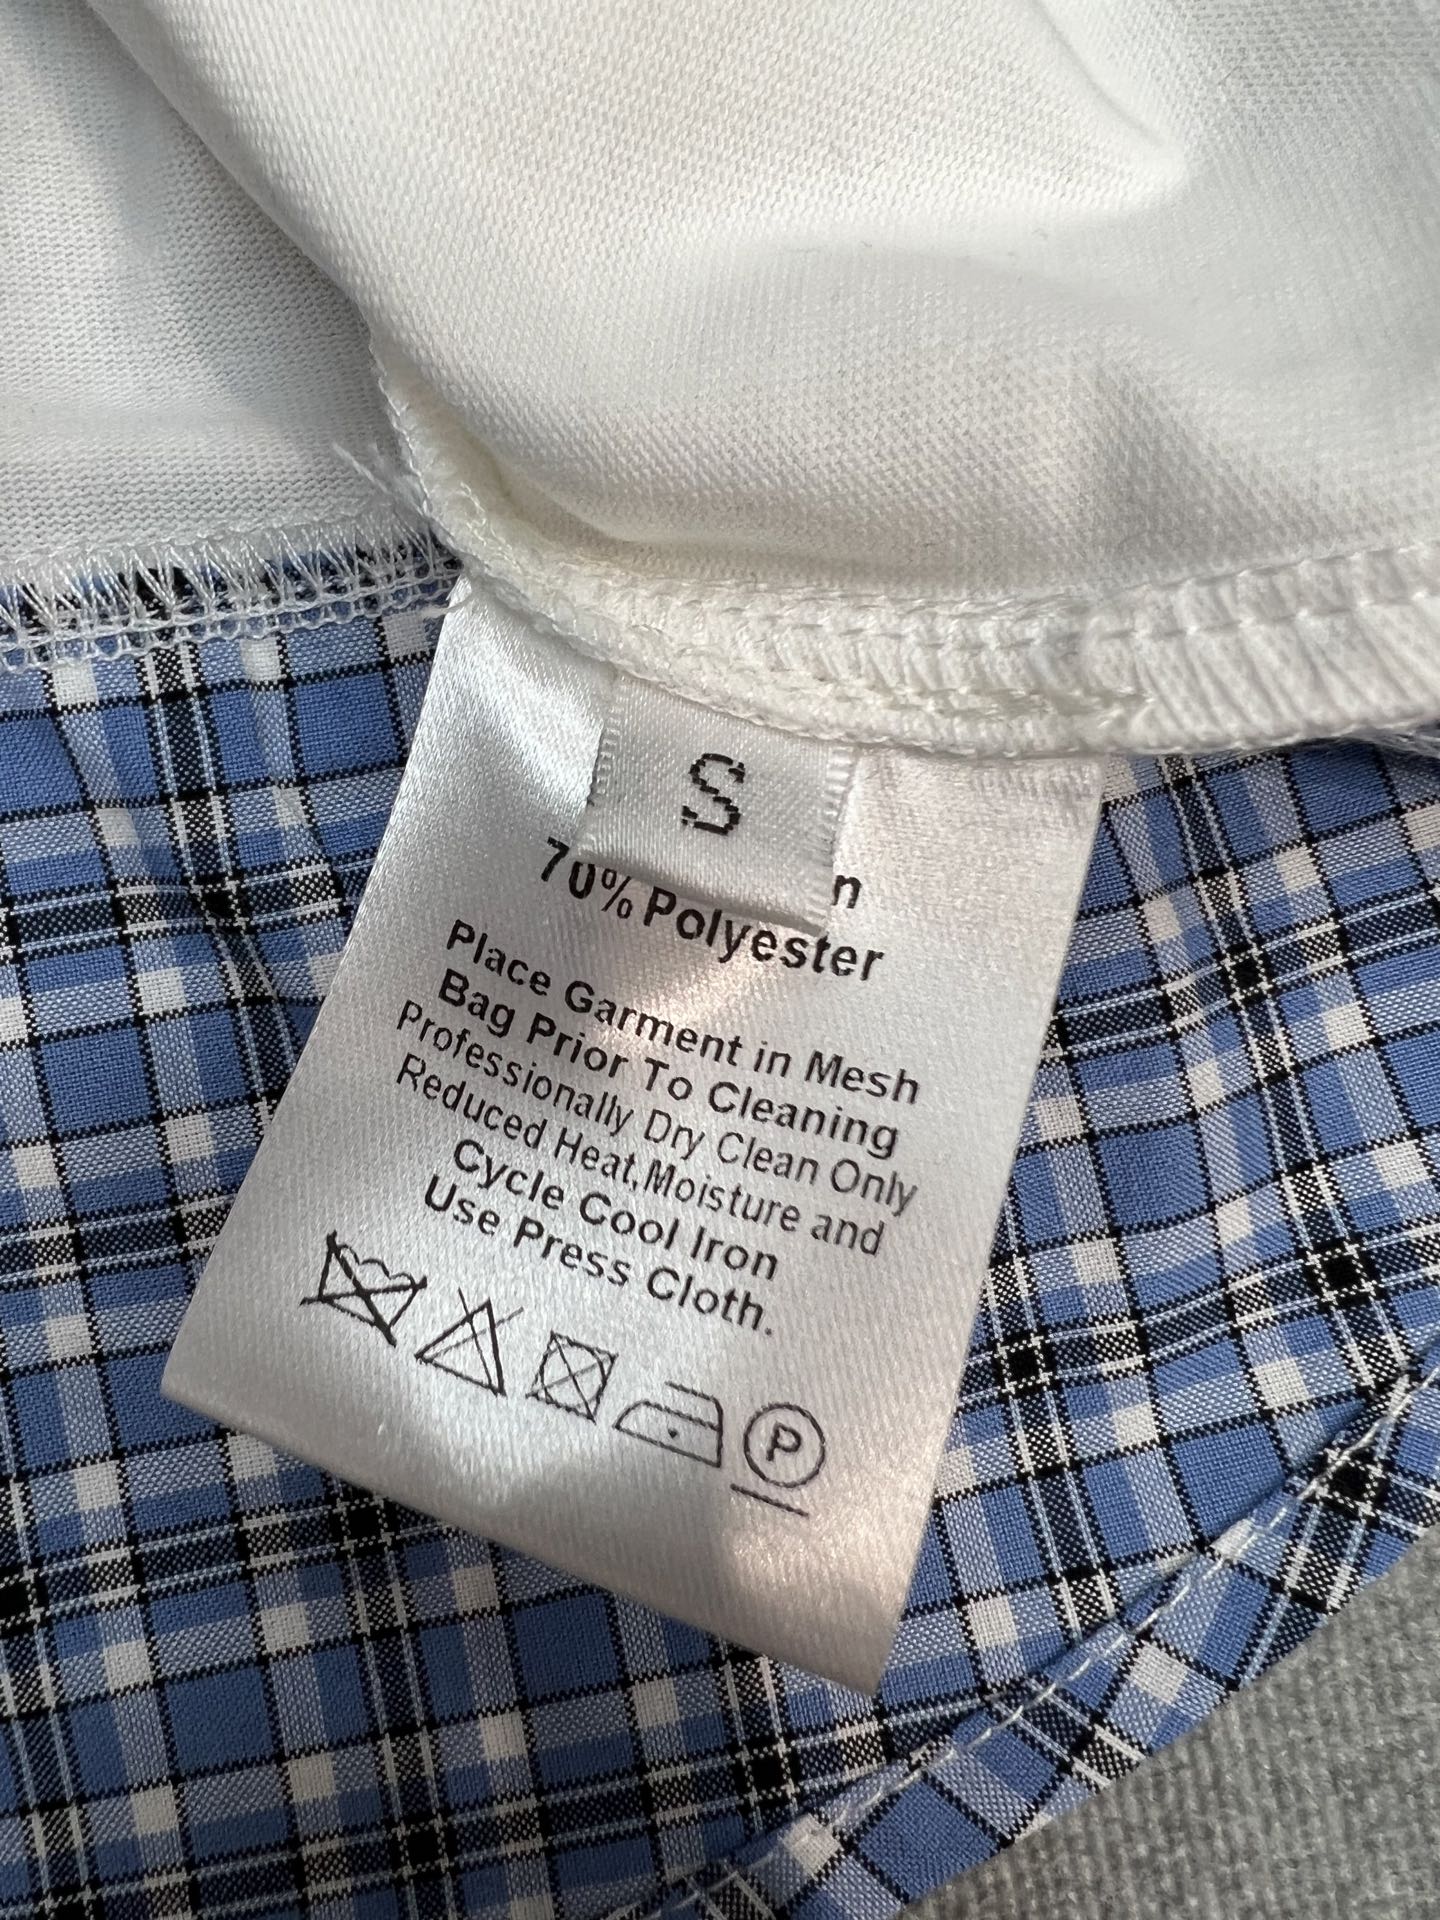 S
n
70% Polyester
Place Garment in Mesh
Bag Prior To Cleaning
Professionally Dry Clean Only
Reduced Heat,Moisture and
Cycle Cool Iron
Use Press Cloth.
P